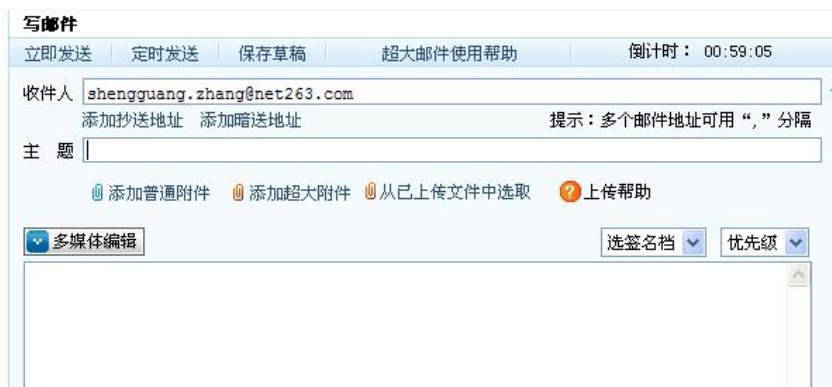 写邮件
立即发送 定时发送 保存草稿 超大邮件使用帮助 倒计时： 00:59:05
收件人 shengguang.zhang@net263.com
添加抄送地址 添加暗送地址 提示：多个邮件地址可用“,”分隔
主 题
添加普通附件 添加超大附件 从已上传文件中选取 ? 上传帮助
多媒体编辑 选签名档 优先级